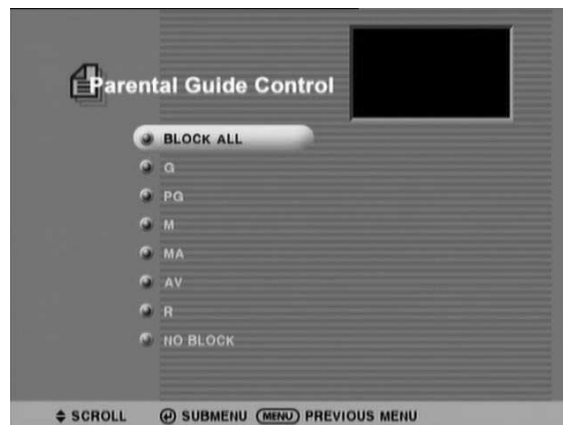 Parental Guide Control
BLOCK ALL
G
PG
M
MA
AV
R
NO BLOCK
SCROLL SUBMENU MENU PREVIOUS MENU